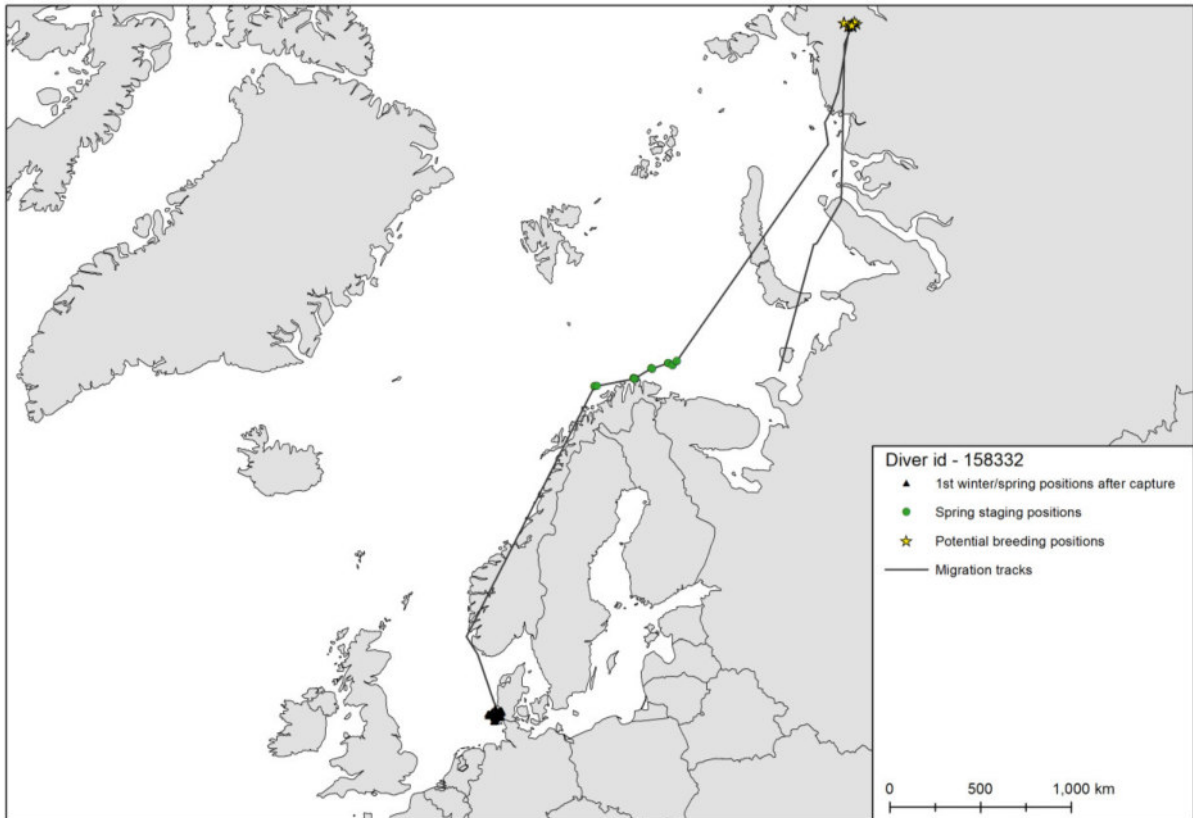 Diver id - 158332
1st winter/spring positions after capture
Spring staging positions
Potential breeding positions
Migration tracks
0 500 1,000 km